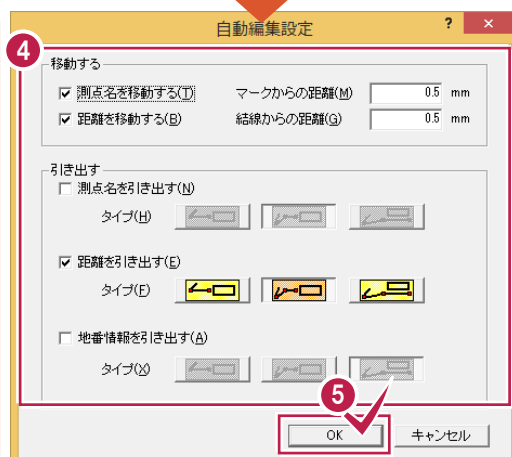 自動編集設定 ? ×
4
移動する
測点名を移動する(T) マークからの距離(M) 0.5 mm
距離を移動する(B) 結線からの距離(G) 0.5 mm
引き出す
測点名を引き出す(N)
タイプ(H)
距離を引き出す(E)
タイプ(F)
地番情報を引き出す(A)
タイプ(X)
5
OK キャンセル